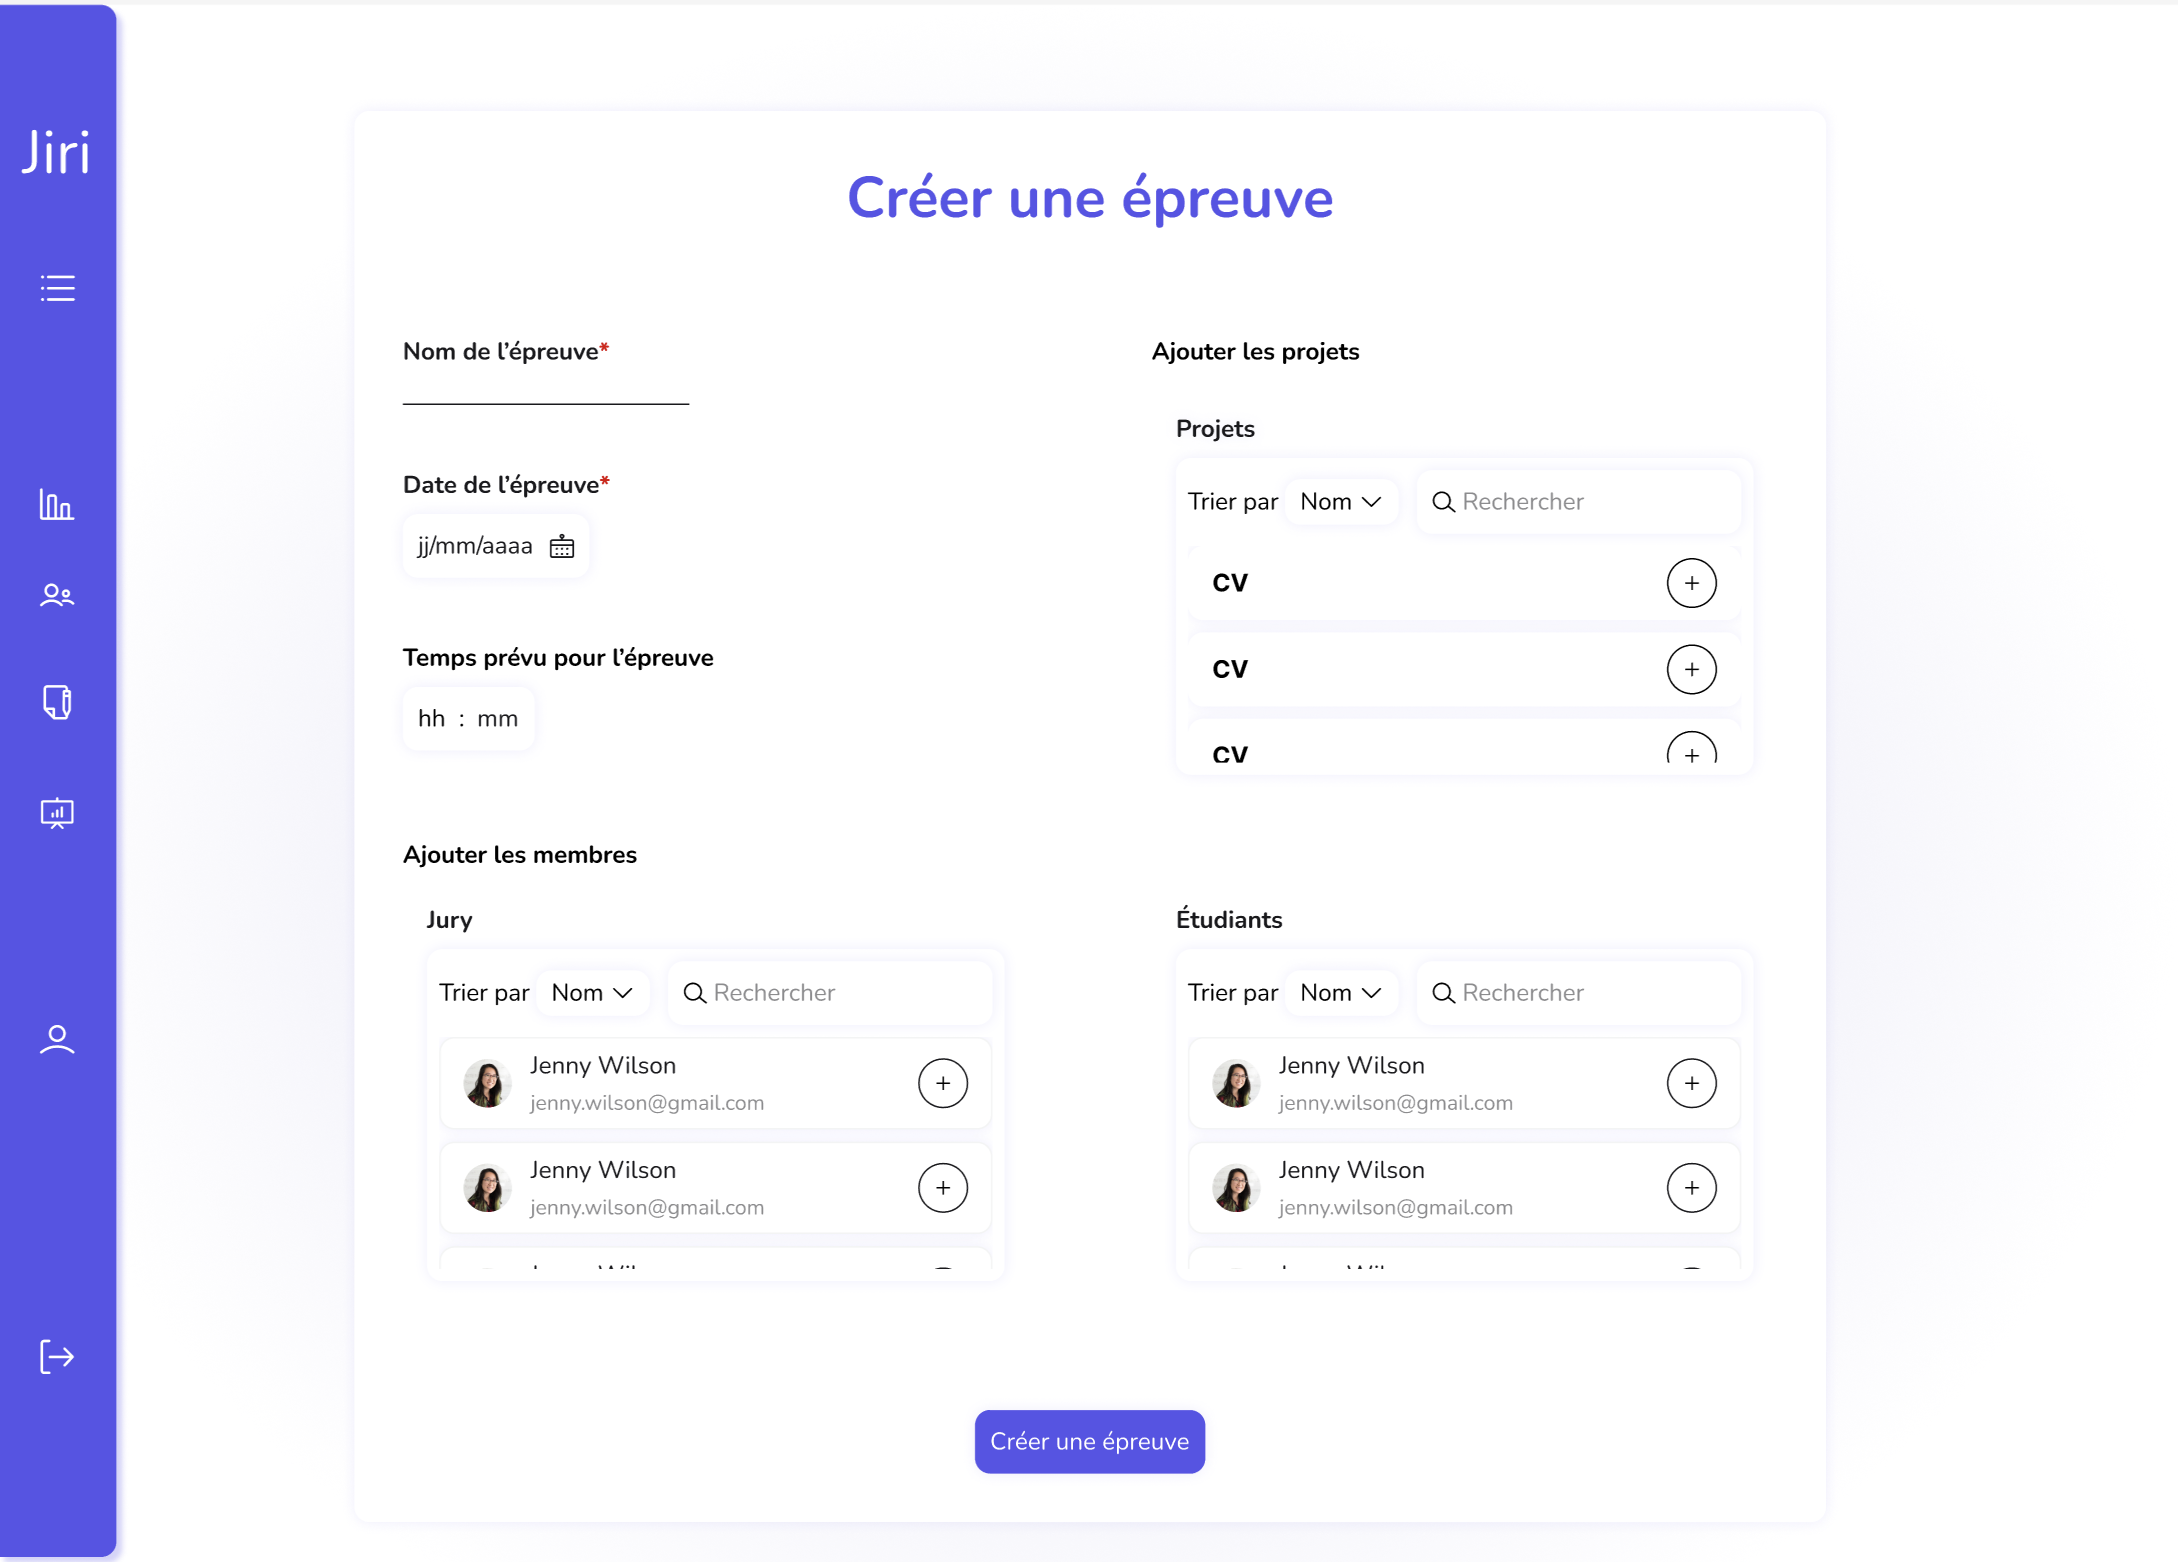 Jiri
Créer une épreuve
Nom de l’épreuve*
Date de l’épreuve*
jj/mm/aaaa
Temps prévu pour l’épreuve
hh : mm
Ajouter les projets
Projets
Trier par Nom Rechercher
CV +
CV +
CV +
Ajouter les membres
Jury
Trier par Nom Rechercher
Jenny Wilson
jenny.wilson@gmail.com
+
Jenny Wilson
jenny.wilson@gmail.com
+
Étudiants
Trier par Nom Rechercher
Jenny Wilson
jenny.wilson@gmail.com
+
Jenny Wilson
jenny.wilson@gmail.com
+
Créer une épreuve